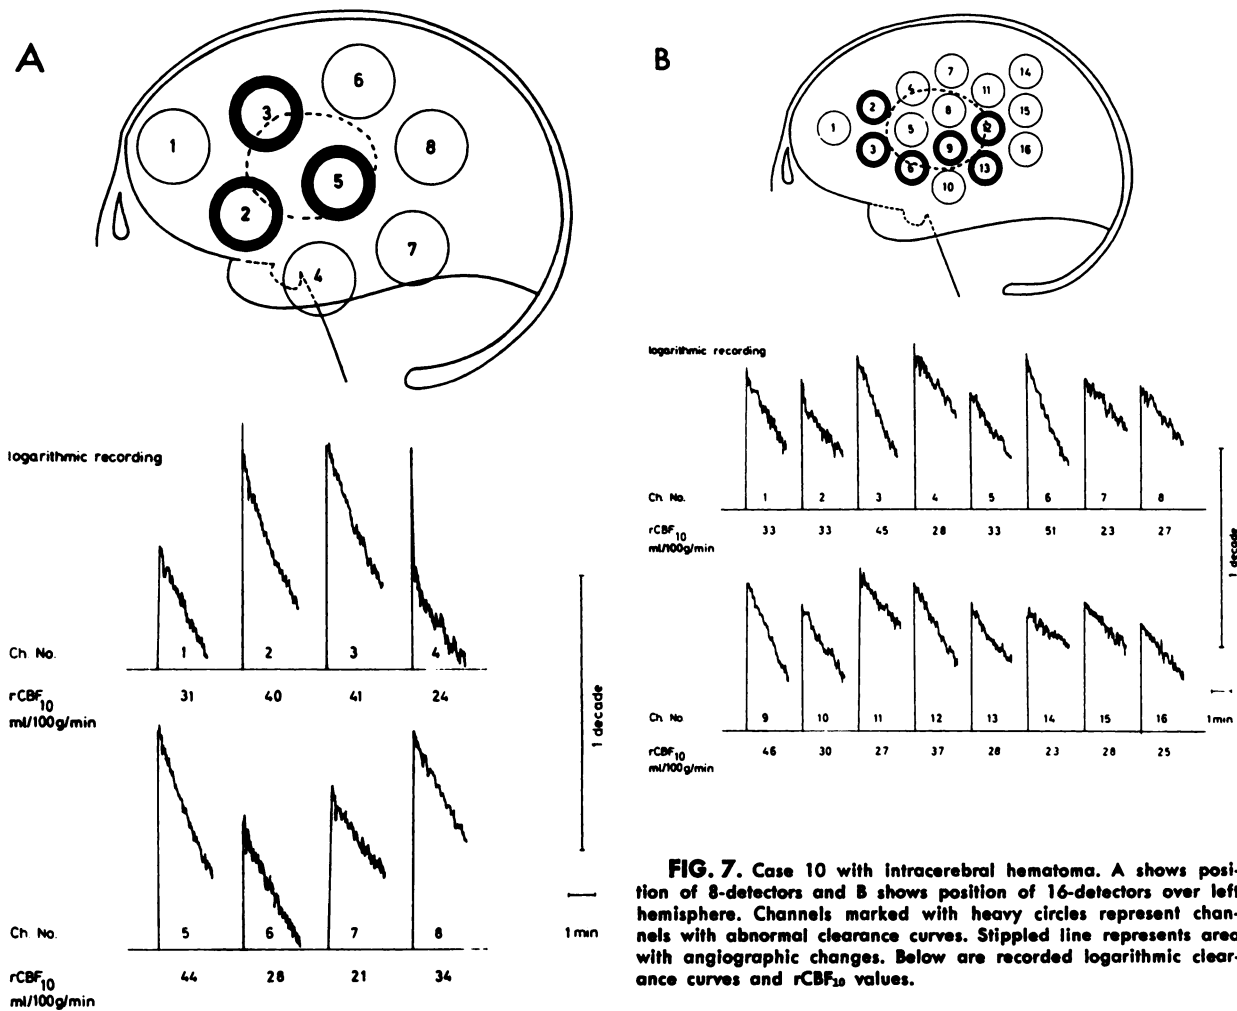 A
1
2
3
4
5
6
7
8
logarithmic recording
Ch. No. 1 2 3 4
rCBF10 31 40 41 24
ml/100g/min
Ch. No. 5 6 7 8
rCBF10 44 28 21 34
ml/100g/min
1 decade
1 min
B
1
2
3
4
5
6
7
8
9
10
11
12
13
14
15
16
logarithmic recording
Ch. No. 1 2 3 4 5 6 7 8
rCBF10 33 33 45 28 33 51 23 27
ml/100g/min
Ch. No 9 10 11 12 13 14 15 16
rCBF10 46 30 27 37 28 23 28 25
ml/100g/min
1 decade
1 min
FIG. 7. Case 10 with intracerebral hematoma. A shows posi-
tion of 8-detectors and B shows position of 16-detectors over left
hemisphere. Channels marked with heavy circles represent chan-
nels with abnormal clearance curves. Stippled line represents area
with angiographic changes. Below are recorded logarithmic clear-
ance curves and rCBF10 values.